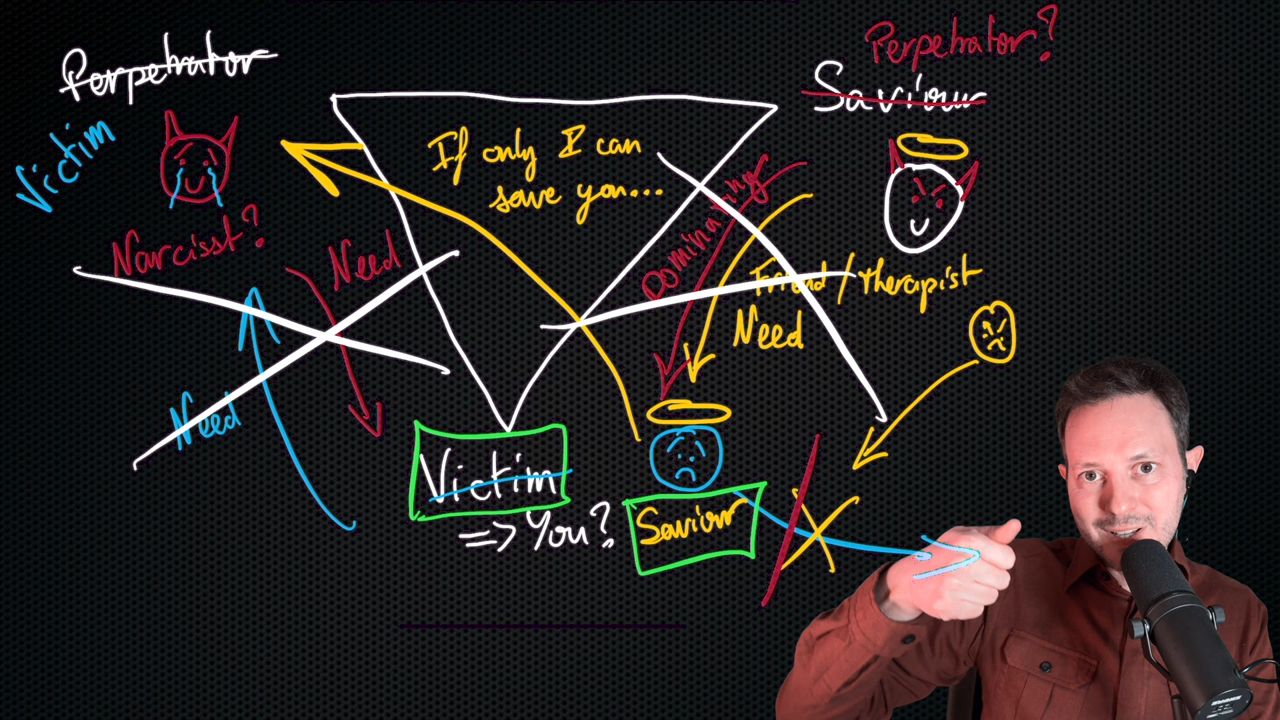 Perpetrator
Victim
Narcisst?
Need
Need
If only I can
save you...
Perpetrator?
Saviour
Dominating
Friend / therapist
Need
Victim
=> You?
Saviour